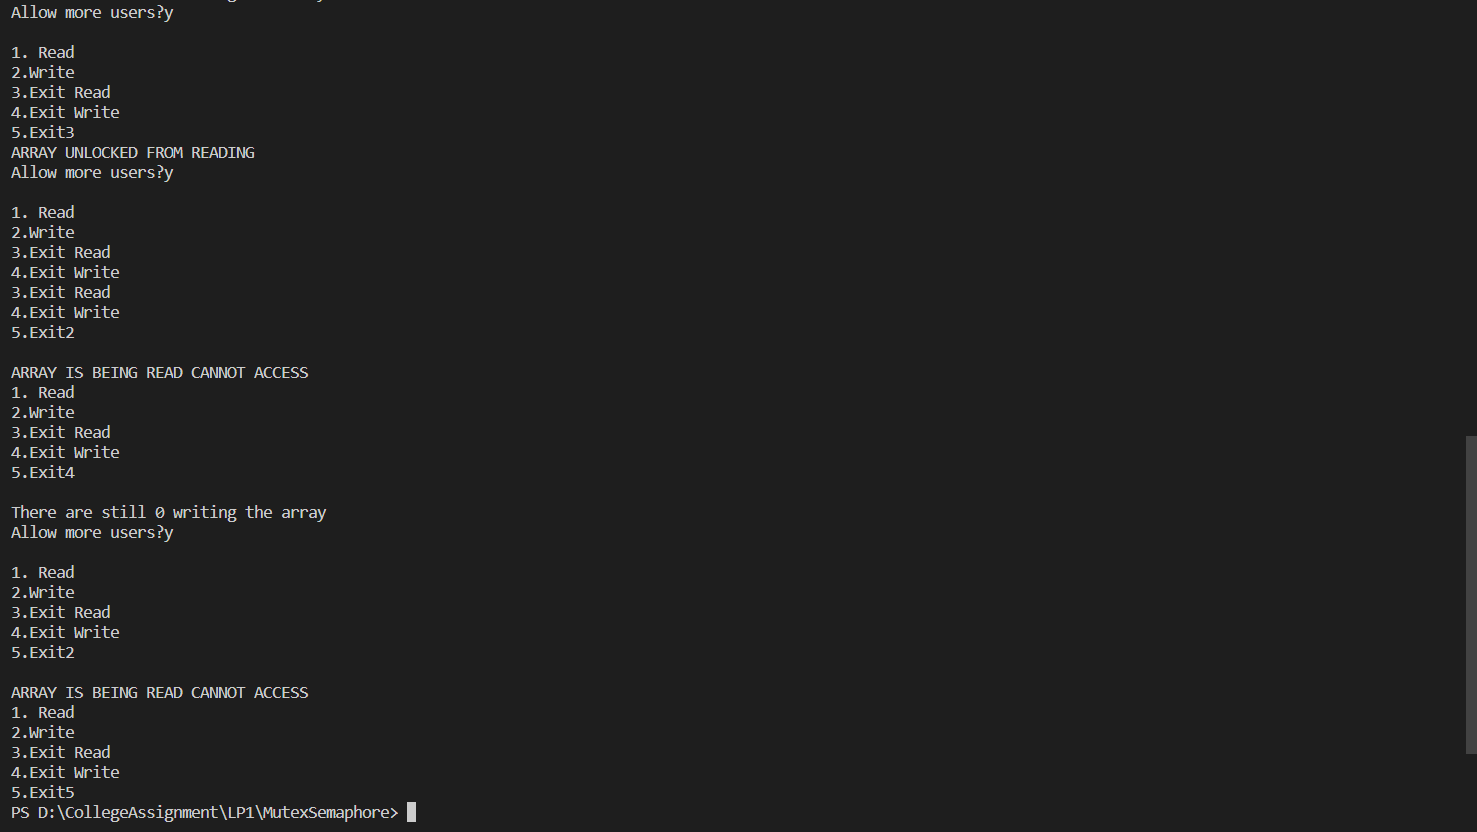 Allow more users?y
1. Read
2.Write
3.Exit Read
4.Exit Write
5.Exit3
ARRAY UNLOCKED FROM READING
Allow more users?y
1. Read
2.Write
3.Exit Read
4.Exit Write
3.Exit Read
4.Exit Write
5.Exit2
ARRAY IS BEING READ CANNOT ACCESS
1. Read
2.Write
3.Exit Read
4.Exit Write
5.Exit4
There are still 0 writing the array
Allow more users?y
1. Read
2.Write
3.Exit Read
4.Exit Write
5.Exit2
ARRAY IS BEING READ CANNOT ACCESS
1. Read
2.Write
3.Exit Read
4.Exit Write
5.Exit5
PS D:\CollegeAssignment\LP1\MutexSemaphore>